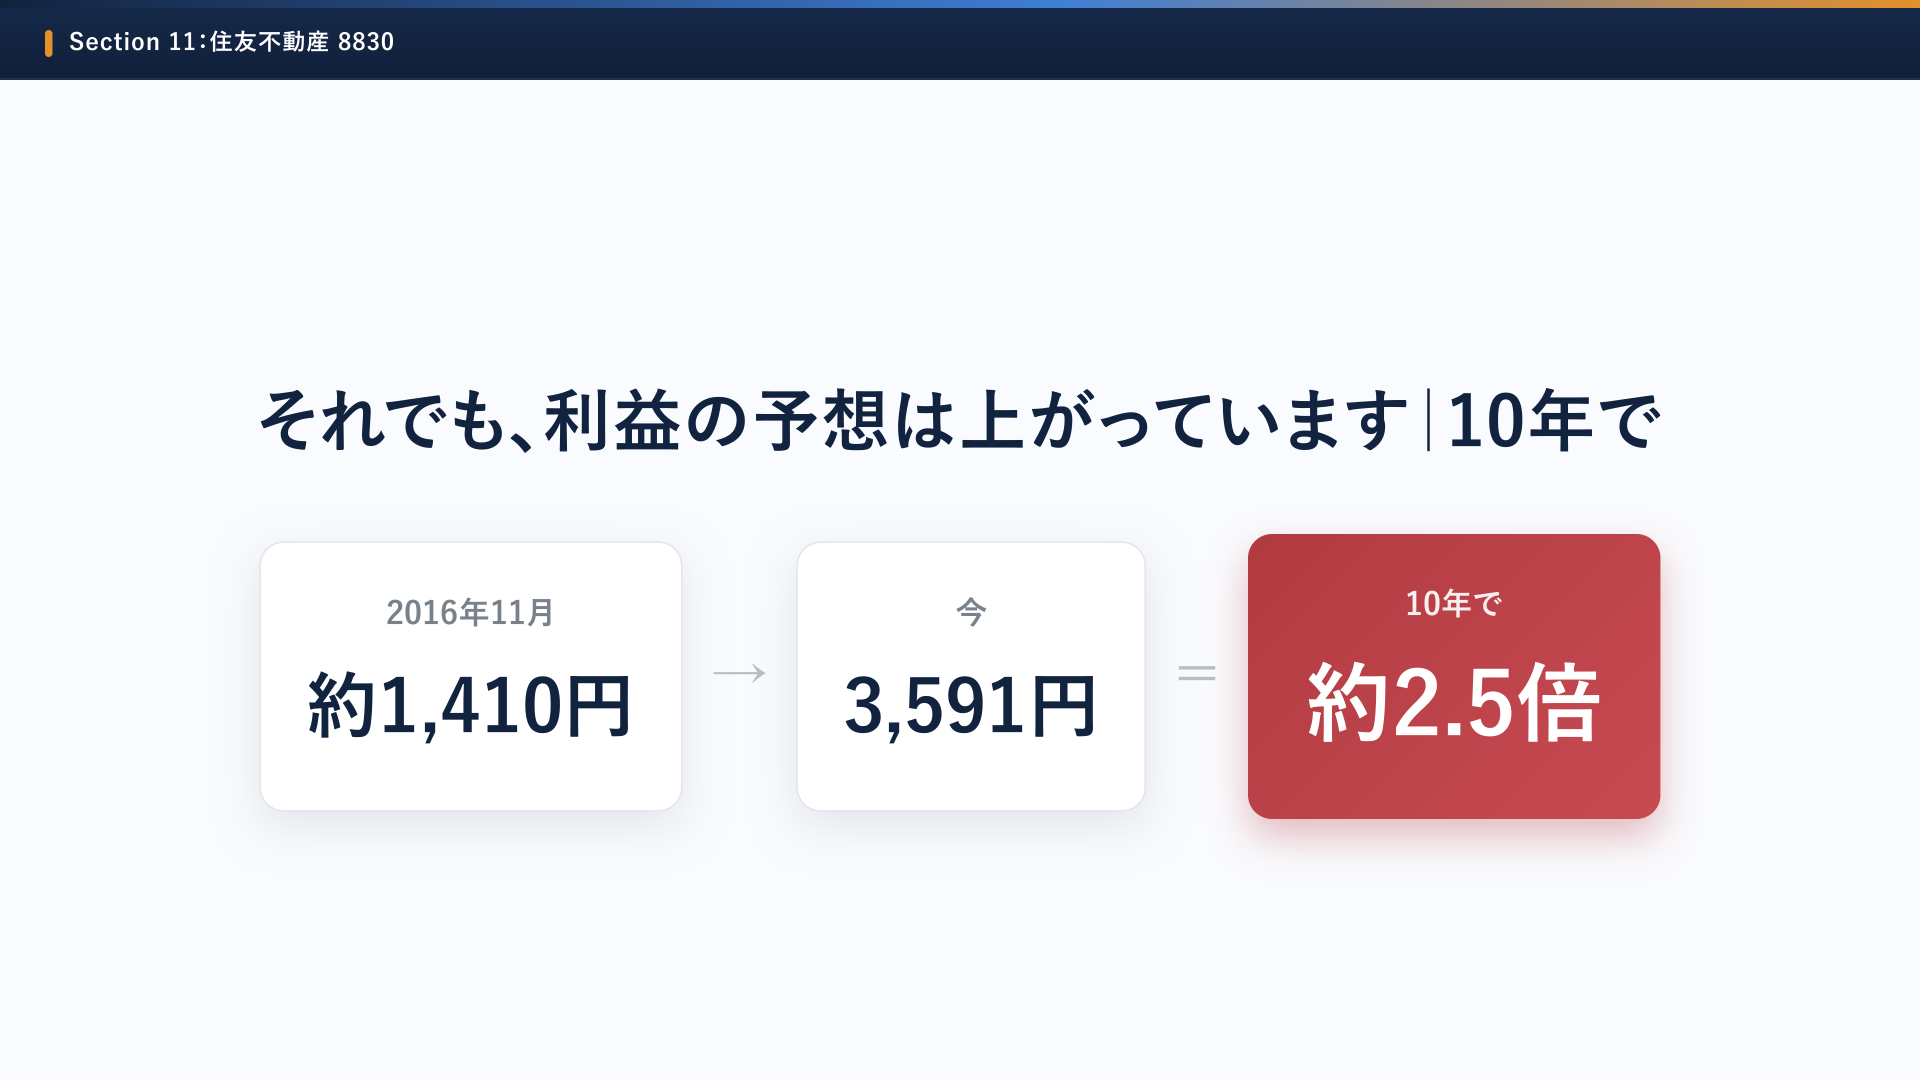 Section 11：住友不動産 8830
それでも、利益の予想は上がっています｜10年で
2016年11月
約1,410円
→
今
3,591円
＝
10年で
約2.5倍